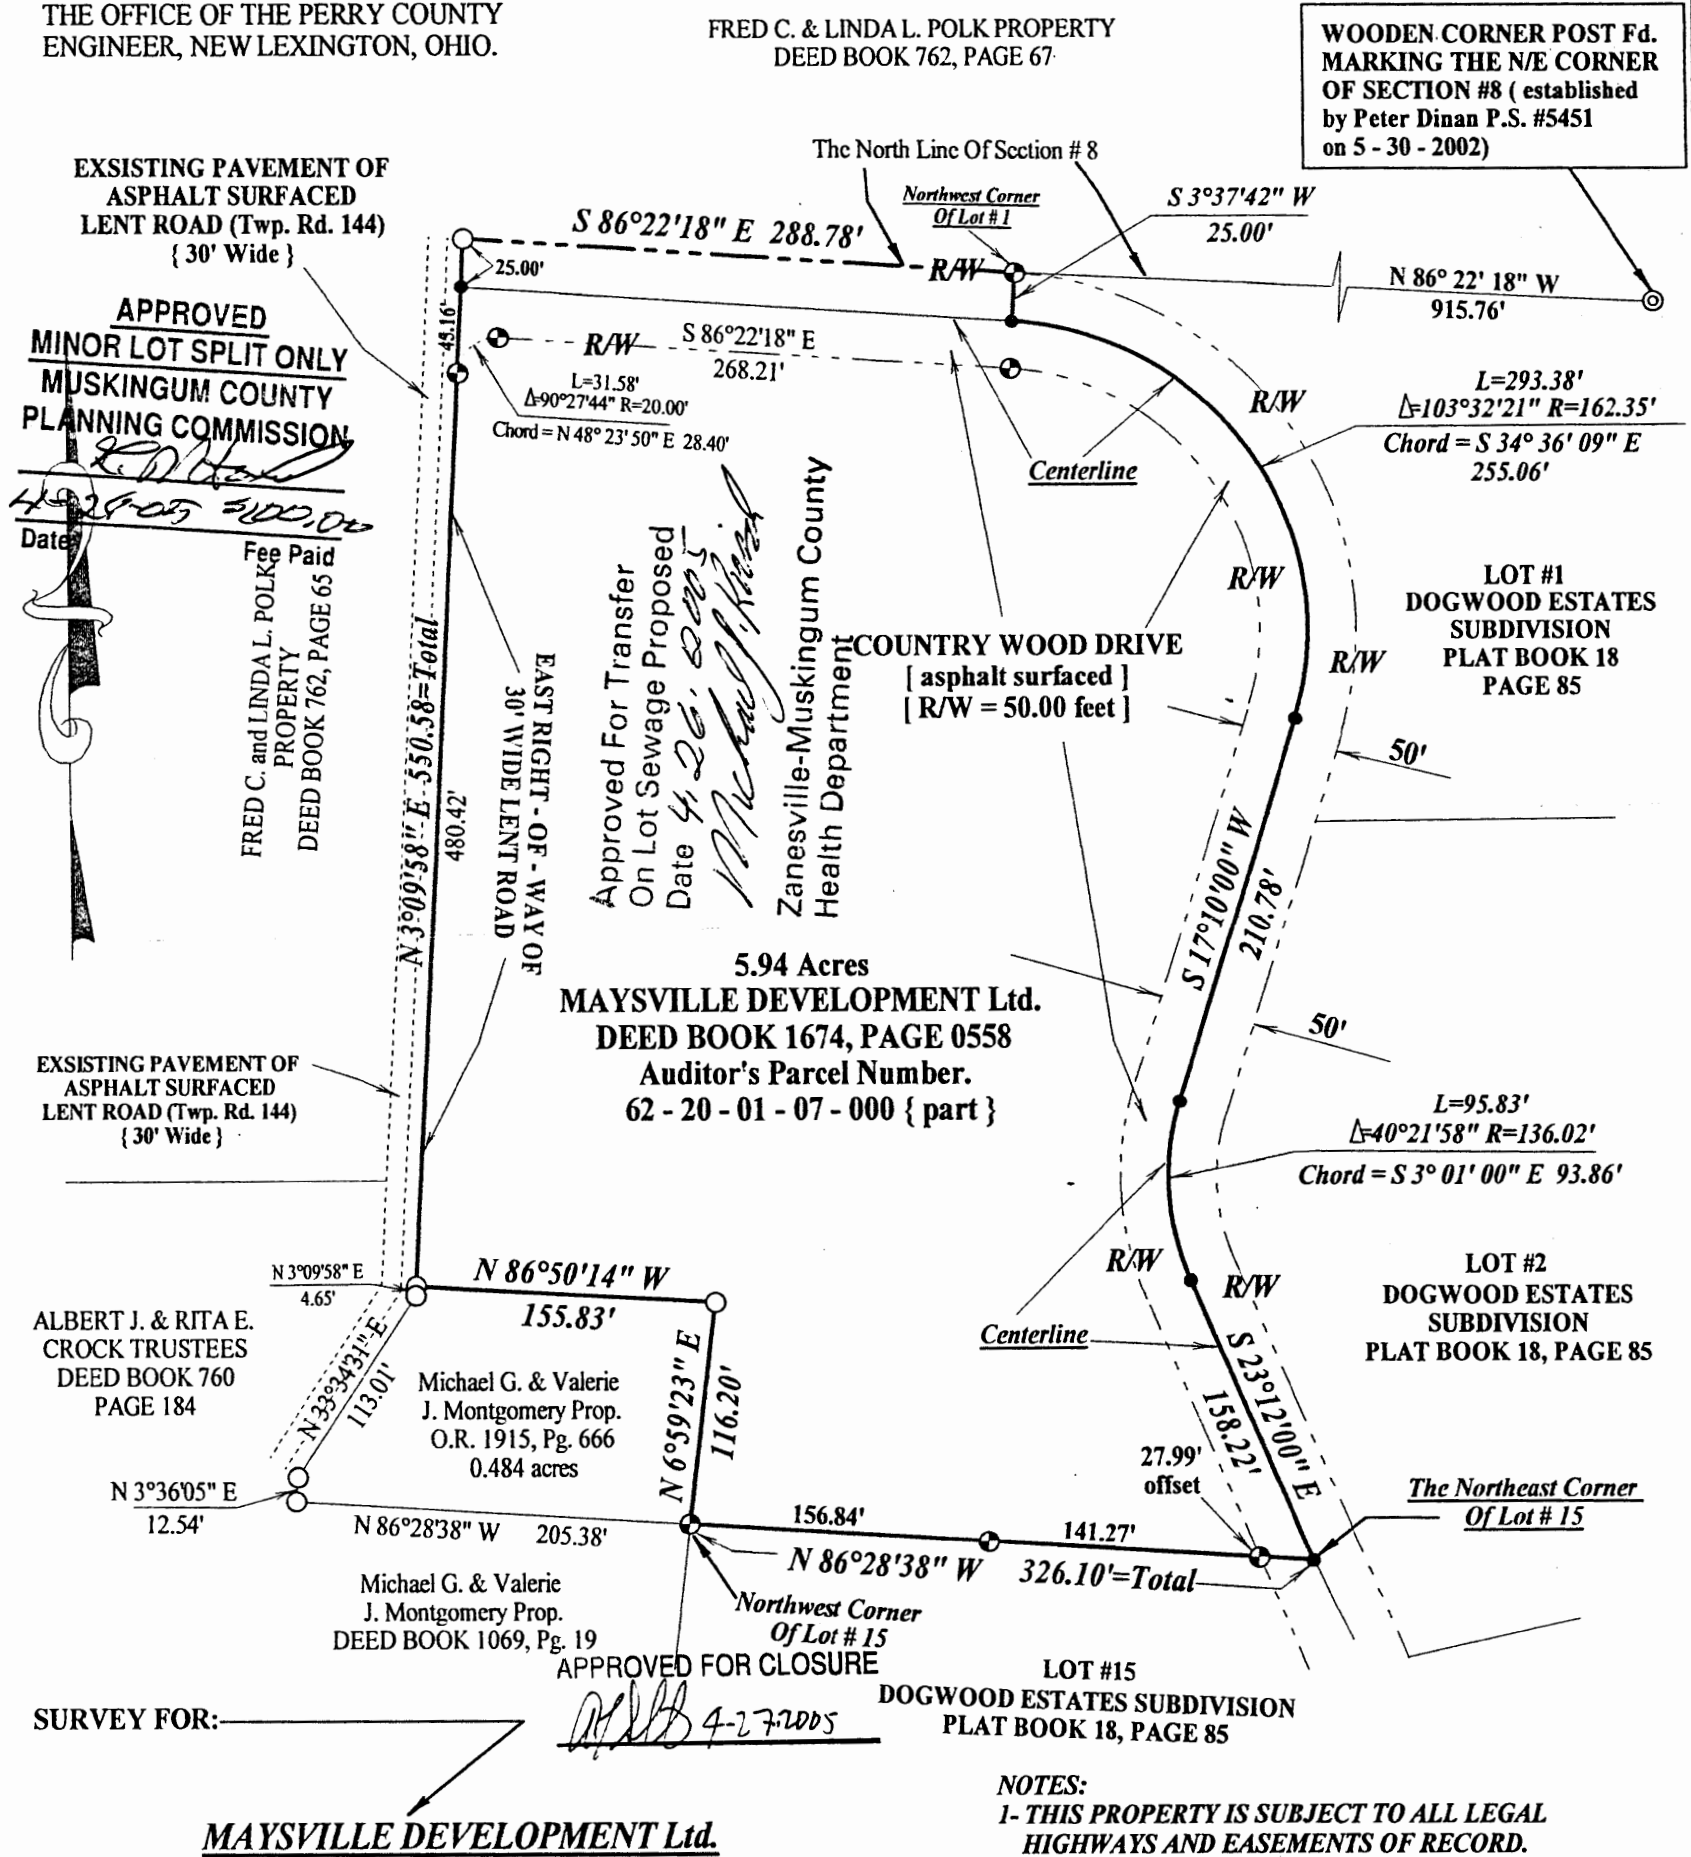 THE OFFICE OF THE PERRY COUNTY
ENGINEER, NEW LEXINGTON, OHIO.
FRED C. & LINDA L. POLK PROPERTY
DEED BOOK 762, PAGE 67
WOODEN CORNER POST Fd.
MARKING THE N/E CORNER
OF SECTION #8 ( established
by Peter Dinan P.S. #5451
on 5 - 30 - 2002)
The North Line Of Section # 8
EXSISTING PAVEMENT OF
ASPHALT SURFACED
LENT ROAD (Twp. Rd. 144)
{ 30' Wide }
Northwest Corner
Of Lot # 1
S 3°37'42" W
25.00'
S 86°22'18" E 288.78'
R/W
25.00'
N 86° 22' 18" W
915.76'
APPROVED
MINOR LOT SPLIT ONLY
MUSKINGUM COUNTY
PLANNING COMMISSION
4-29-05 $100.00
Date
Fee Paid
45.16'
R/W
S 86°22'18" E
268.21'
L=31.58'
Δ=90°27'44" R=20.00'
Chord = N 48° 23' 50" E 28.40'
R/W
L=293.38'
Δ=103°32'21" R=162.35'
Chord = S 34° 36' 09" E
255.06'
Centerline
FRED C. and LINDA L. POLK
PROPERTY
DEED BOOK 762, PAGE 65
N 3°09'58" E 550.58=Total
480.42'
EAST RIGHT - OF - WAY OF
30' WIDE LENT ROAD
Approved For Transfer
On Lot Sewage Proposed
Date 4.26.2005
Zanesville-Muskingum County
Health Department
R/W
R/W
COUNTRY WOOD DRIVE
[ asphalt surfaced ]
[ R/W = 50.00 feet ]
LOT #1
DOGWOOD ESTATES
SUBDIVISION
PLAT BOOK 18
PAGE 85
50'
S 17°10'00" W
210.78'
5.94 Acres
MAYSVILLE DEVELOPMENT Ltd.
DEED BOOK 1674, PAGE 0558
Auditor's Parcel Number.
62 - 20 - 01 - 07 - 000 { part }
50'
EXSISTING PAVEMENT OF
ASPHALT SURFACED
LENT ROAD (Twp. Rd. 144)
{ 30' Wide }
L=95.83'
Δ=40°21'58" R=136.02'
Chord = S 3° 01' 00" E 93.86'
R/W
R/W
N 3°09'58" E
4.65'
N 86°50'14" W
155.83'
LOT #2
DOGWOOD ESTATES
SUBDIVISION
PLAT BOOK 18, PAGE 85
ALBERT J. & RITA E.
CROCK TRUSTEES
DEED BOOK 760
PAGE 184
N 33°34'31" E
113.01'
Michael G. & Valerie
J. Montgomery Prop.
O.R. 1915, Pg. 666
0.484 acres
N 6°59'23" E
116.20'
Centerline
S 23°12'00" E
158.22'
27.99'
offset
N 3°36'05" E
12.54'
N 86°28'38" W 205.38'
156.84'
141.27'
N 86°28'38" W 326.10'=Total
The Northeast Corner
Of Lot # 15
Michael G. & Valerie
J. Montgomery Prop.
DEED BOOK 1069, Pg. 19
Northwest Corner
Of Lot # 15
APPROVED FOR CLOSURE
4-27-2005
LOT #15
DOGWOOD ESTATES SUBDIVISION
PLAT BOOK 18, PAGE 85
SURVEY FOR:
MAYSVILLE DEVELOPMENT Ltd.
NOTES:
1- THIS PROPERTY IS SUBJECT TO ALL LEGAL
HIGHWAYS AND EASEMENTS OF RECORD.